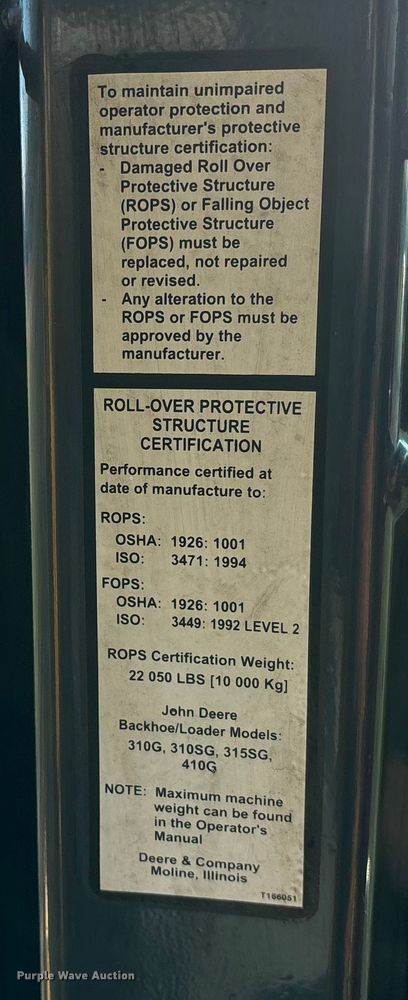 To maintain unimpaired
operator protection and
manufacturer's protective
structure certification:
- Damaged Roll Over
Protective Structure
(ROPS) or Falling Object
Protective Structure
(FOPS) must be
replaced, not repaired
or revised.
- Any alteration to the
ROPS or FOPS must be
approved by the
manufacturer.
ROLL-OVER PROTECTIVE
STRUCTURE
CERTIFICATION
Performance certified at
date of manufacture to:
ROPS:
OSHA: 1926: 1001
ISO: 3471: 1994
FOPS:
OSHA: 1926: 1001
ISO: 3449: 1992 LEVEL 2
ROPS Certification Weight:
22 050 LBS [10 000 Kg]
John Deere
Backhoe/Loader Models:
310G, 310SG, 315SG,
410G
NOTE: Maximum machine
weight can be found
in the Operator's
Manual
Deere & Company
Moline, Illinois
T166051
Purple Wave Auction